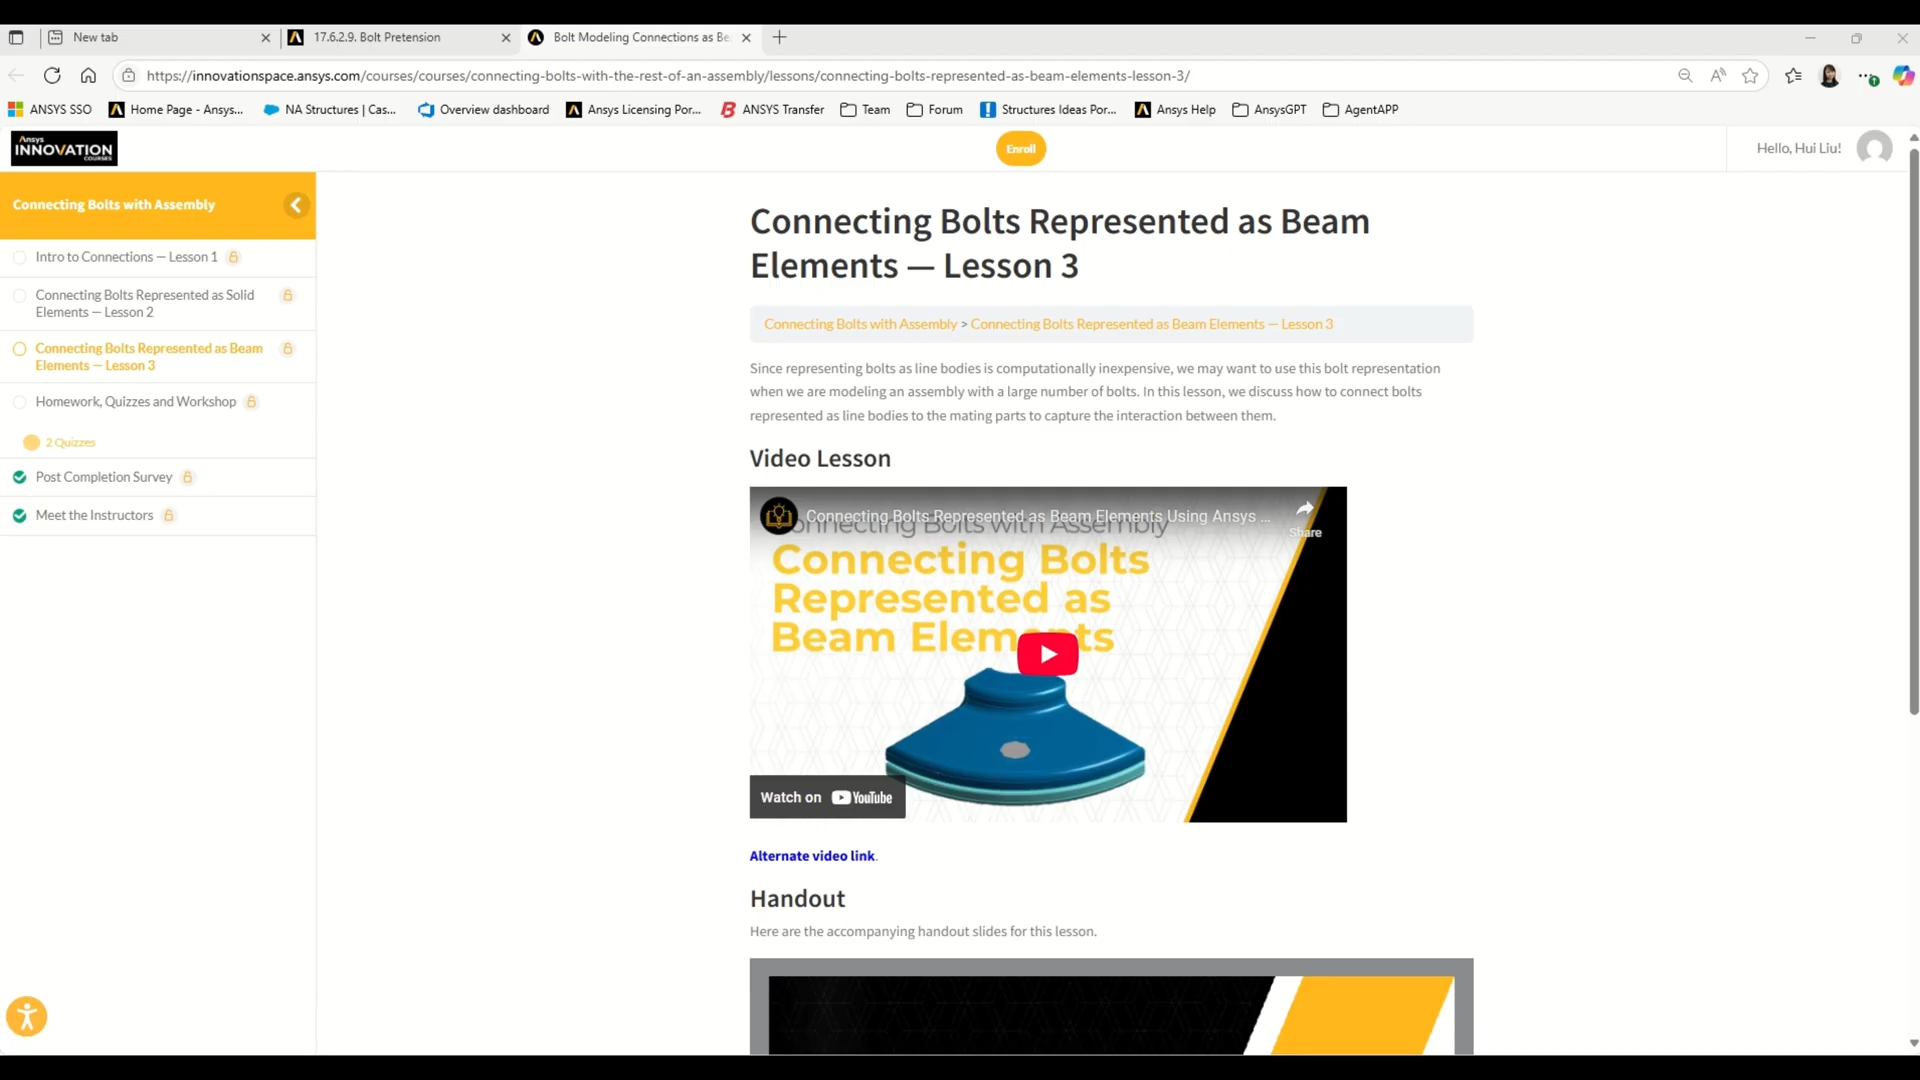 New tab
17.6.2.9. Bolt Pretension
Bolt Modeling Connections as Be
https://innovationspace.ansys.com/courses/courses/connecting-bolts-with-the-rest-of-an-assembly/lessons/connecting-bolts-represented-as-beam-elements-lesson-3/
ANSYS SSO
Home Page - Ansys...
NA Structures | Cas...
Overview dashboard
Ansys Licensing Por...
ANSYS Transfer
Team
Forum
Structures Ideas Por...
Ansys Help
AnsysGPT
AgentAPP
Ansys
INNOVATION
COURSES
Enroll
Hello, Hui Liu!
Connecting Bolts with Assembly
Intro to Connections — Lesson 1
Connecting Bolts Represented as Solid
Elements — Lesson 2
Connecting Bolts Represented as Beam
Elements — Lesson 3
Homework, Quizzes and Workshop
2 Quizzes
Post Completion Survey
Meet the Instructors
Connecting Bolts Represented as Beam
Elements — Lesson 3
Connecting Bolts with Assembly > Connecting Bolts Represented as Beam Elements — Lesson 3
Since representing bolts as line bodies is computationally inexpensive, we may want to use this bolt representation
when we are modeling an assembly with a large number of bolts. In this lesson, we discuss how to connect bolts
represented as line bodies to the mating parts to capture the interaction between them.
Video Lesson
Connecting Bolts Represented as Beam Elements Using Ansys ...
Share
Connecting Bolts with Assembly
Connecting Bolts
Represented as
Beam Elements
Watch on YouTube
Alternate video link.
Handout
Here are the accompanying handout slides for this lesson.